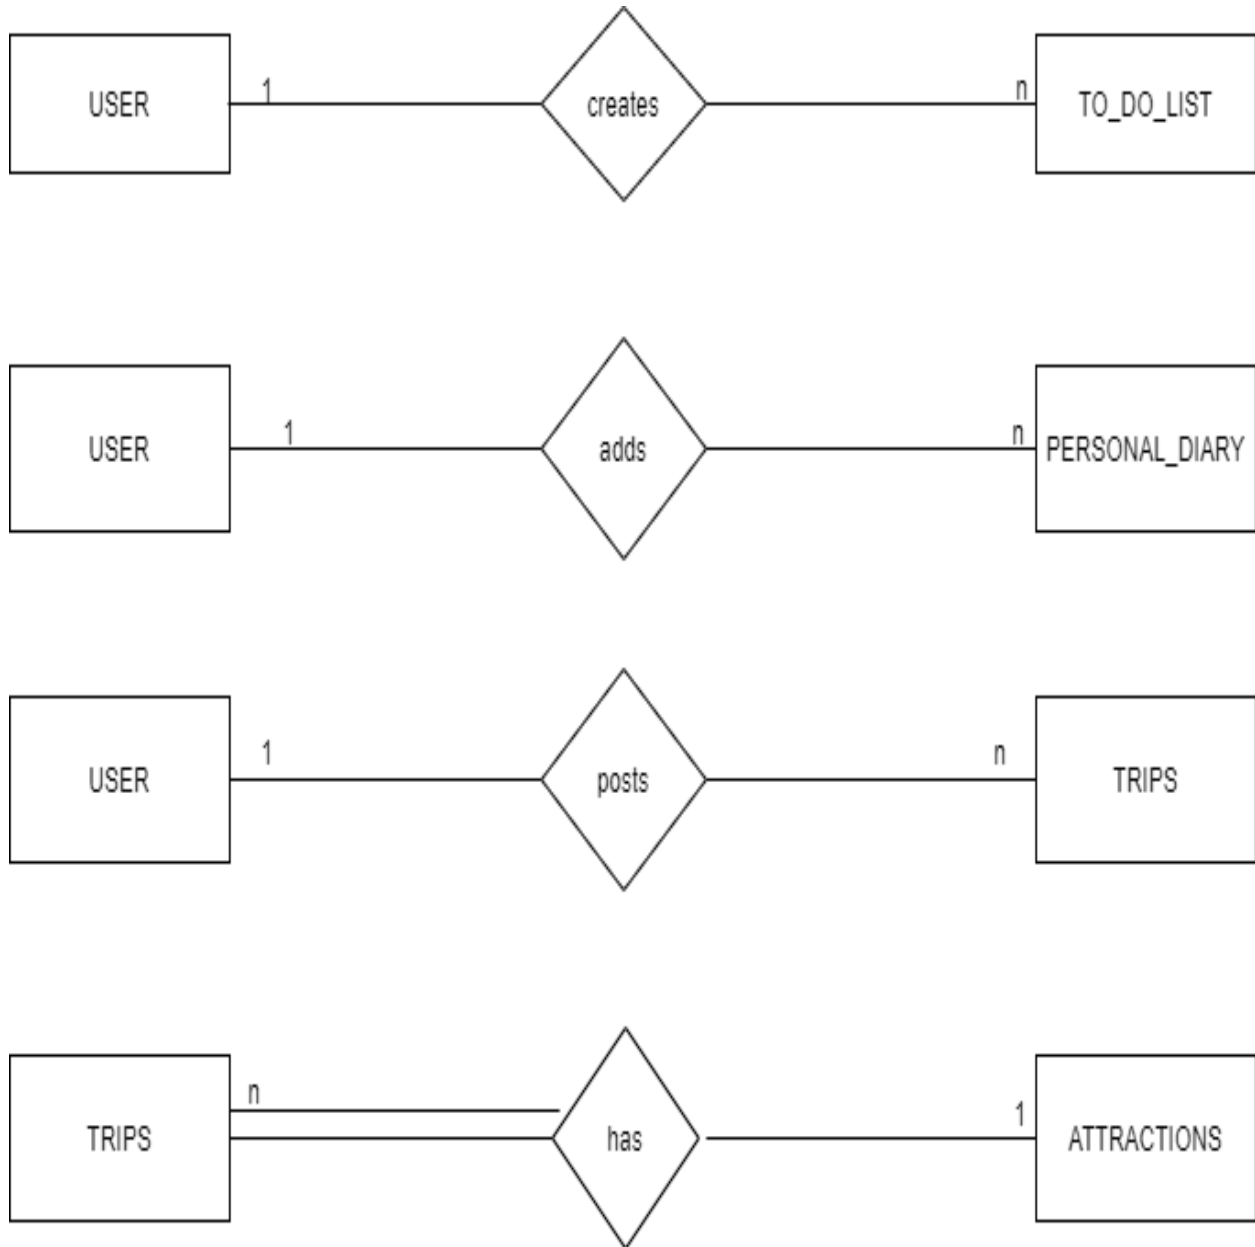 USER 1 creates n TO_DO_LIST
USER 1 adds n PERSONAL_DIARY
USER 1 posts n TRIPS
TRIPS n has 1 ATTRACTIONS